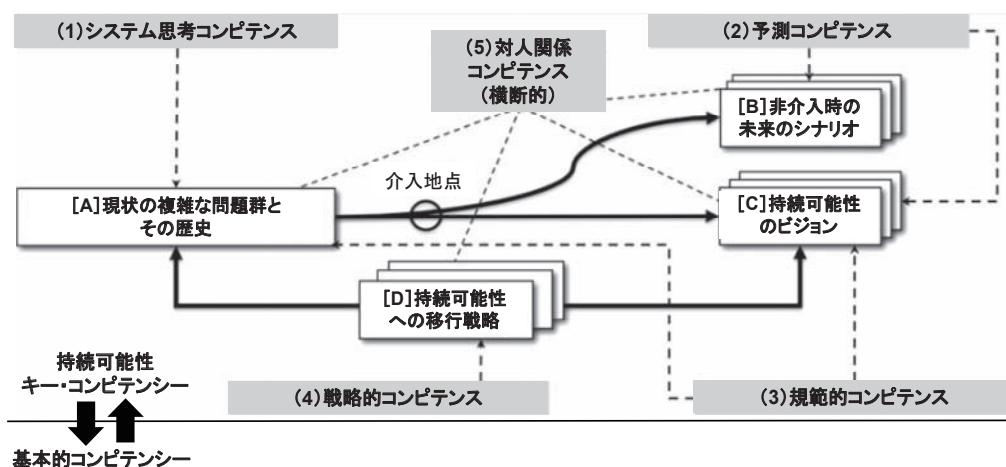 (1)システム思考コンピテンス
(5)対人関係
コンピテンス
(横断的)
(2)予測コンピテンス
[B]非介入時の
未来のシナリオ
介入地点
[A]現状の複雑な問題群と
その歴史
[C]持続可能性
のビジョン
[D]持続可能性
への移行戦略
持続可能性
キー・コンピテンシー
(4)戦略的コンピテンス
(3)規範的コンピテンス
基本的コンピテンシー